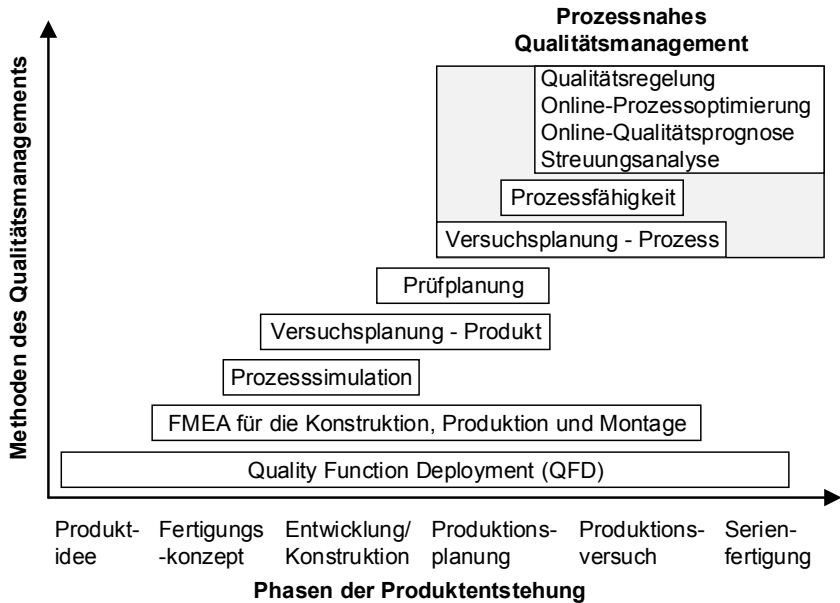 Prozessnahes
Qualitätsmanagement
Methoden des Qualitätsmanagements
Qualitätsregelung
Online-Prozessoptimierung
Online-Qualitätsprognose
Streuungsanalyse
Prozessfähigkeit
Versuchsplanung - Prozess
Prüfplanung
Versuchsplanung - Produkt
Prozesssimulation
FMEA für die Konstruktion, Produktion und Montage
Quality Function Deployment (QFD)
Produkt-
idee
Fertigungs
-konzept
Entwicklung/
Konstruktion
Produktions-
planung
Produktions-
versuch
Serien-
fertigung
Phasen der Produktentstehung